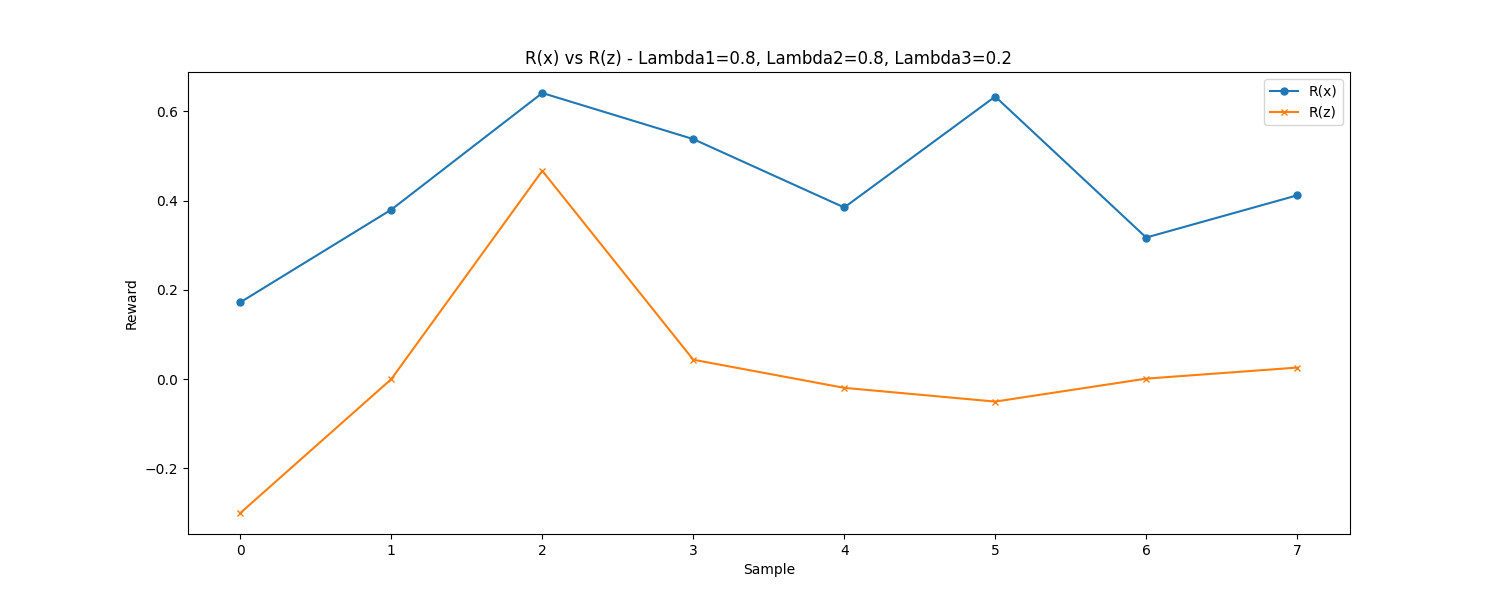 R(x) vs R(z) - Lambda1=0.8, Lambda2=0.8, Lambda3=0.2
R(x)
R(z)
Reward
0.6
0.4
0.2
0.0
−0.2
0 1 2 3 4 5 6 7
Sample